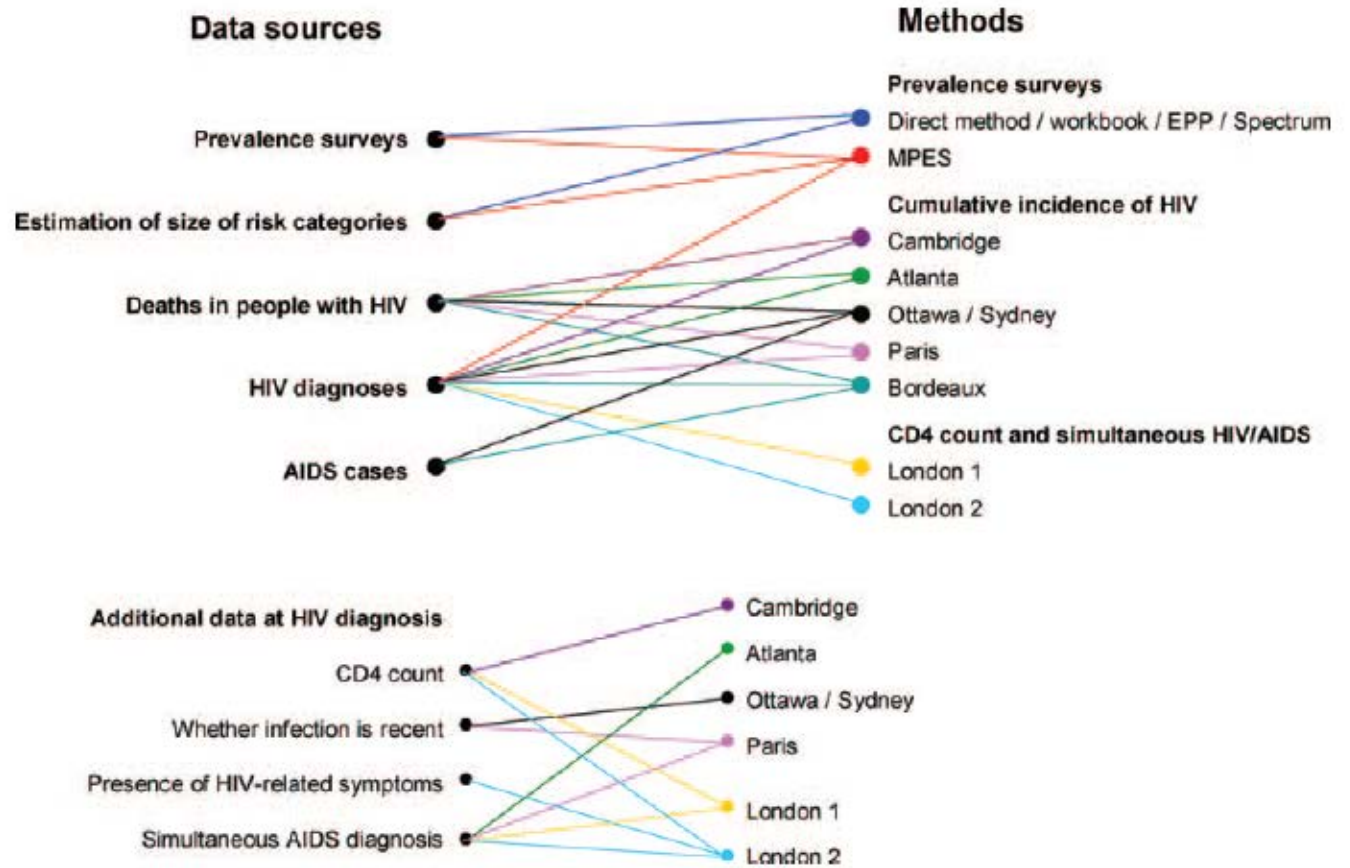 Data sources
Methods
Prevalence surveys
Estimation of size of risk categories
Deaths in people with HIV
HIV diagnoses
AIDS cases
Prevalence surveys
Direct method / workbook / EPP / Spectrum
MPES
Cumulative incidence of HIV
Cambridge
Atlanta
Ottawa / Sydney
Paris
Bordeaux
CD4 count and simultaneous HIV/AIDS
London 1
London 2
Additional data at HIV diagnosis
CD4 count
Whether infection is recent
Presence of HIV-related symptoms
Simultaneous AIDS diagnosis
Cambridge
Atlanta
Ottawa / Sydney
Paris
London 1
London 2